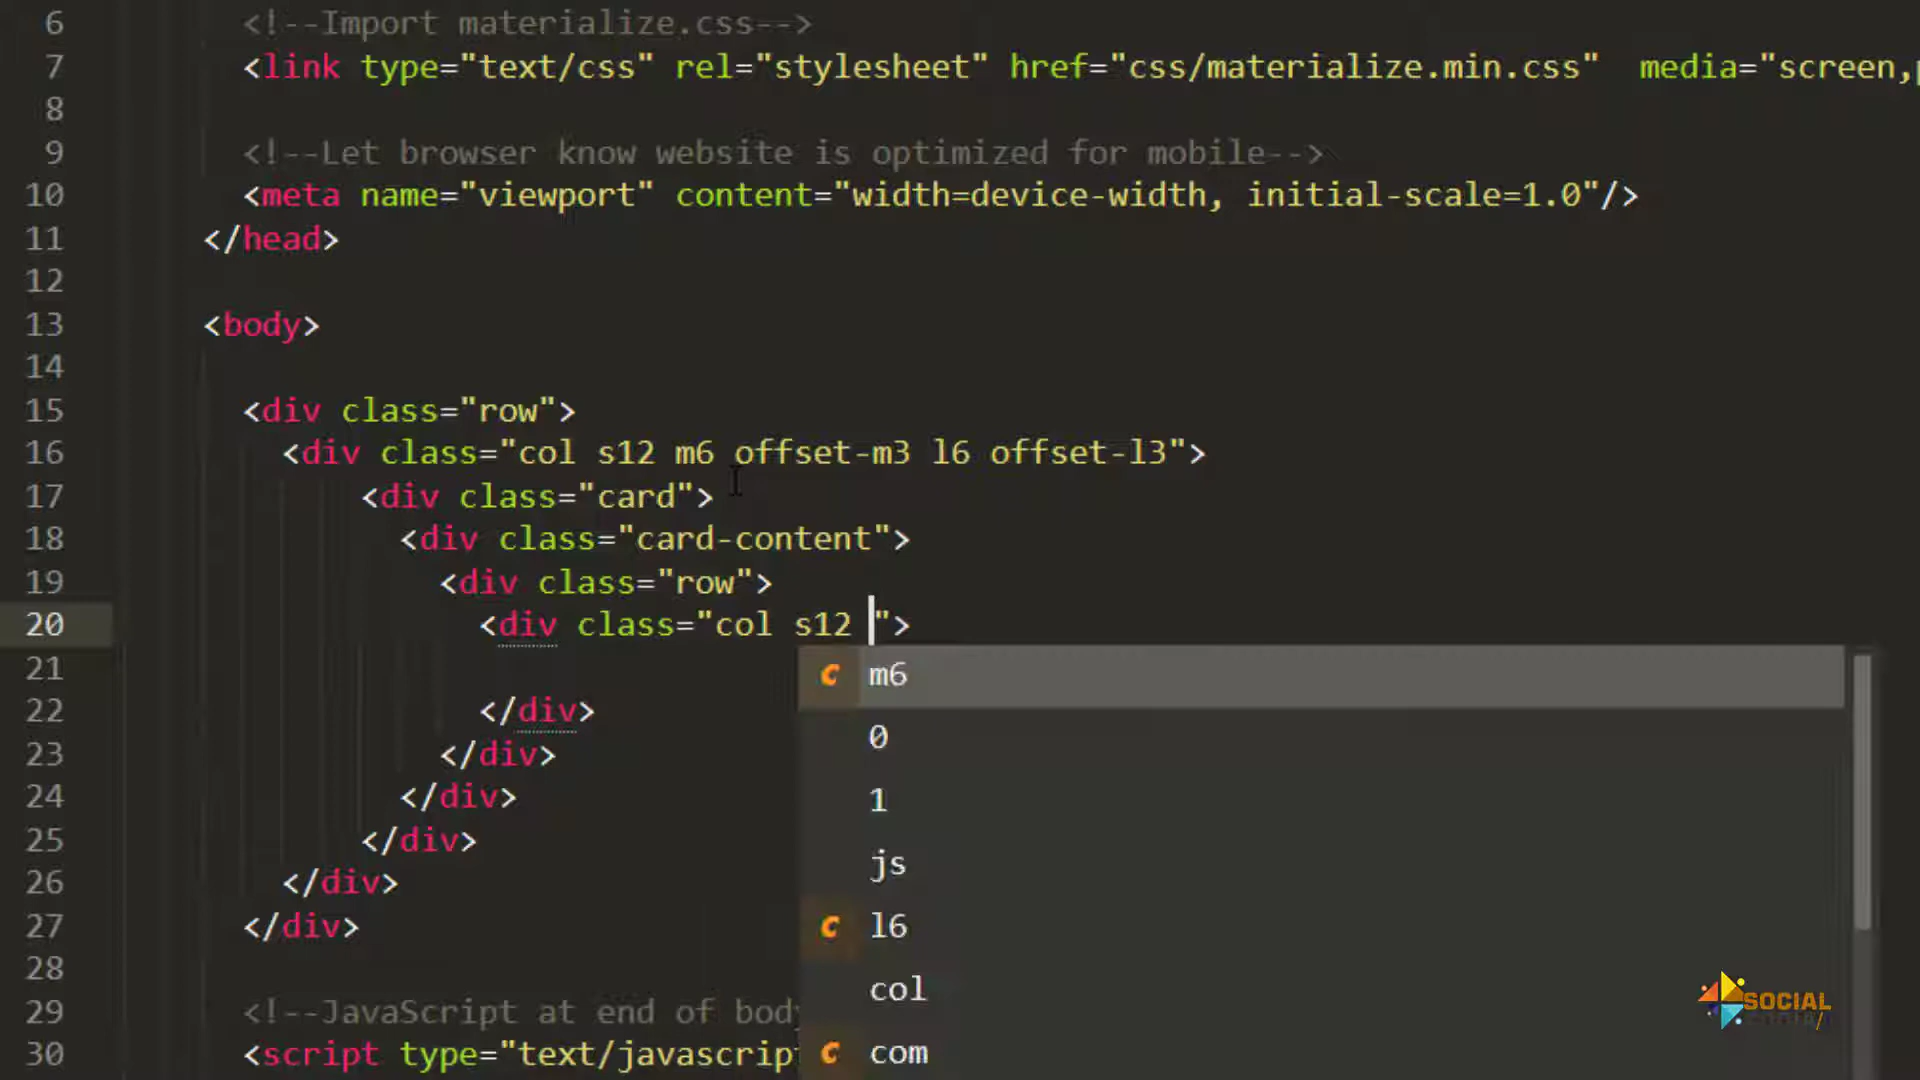 6 <!--Import materialize.css-->
7 <link type="text/css" rel="stylesheet" href="css/materialize.min.css" media="screen,p
8
9 <!--Let browser know website is optimized for mobile-->
10 <meta name="viewport" content="width=device-width, initial-scale=1.0"/>
11 </head>
12
13 <body>
14
15 <div class="row">
16 <div class="col s12 m6 offset-m3 l6 offset-l3">
17 <div class="card">
18 <div class="card-content">
19 <div class="row">
20 <div class="col s12 ">
21
c m6
0
22 </div>
23 </div>
24 </div>
1
25 </div>
js
26 </div>
27 </div>
c l6
28
col
29 <!--JavaScript at end of body
30 <script type="text/javascrip
c com
SOCIAL